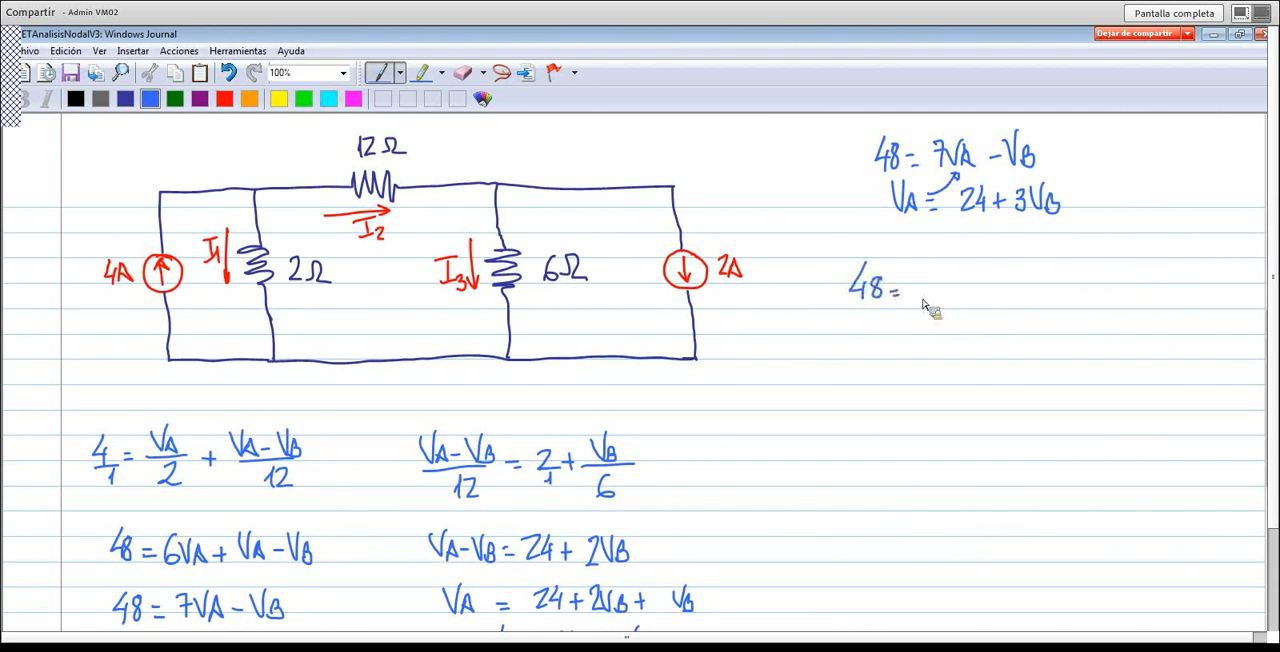 Compartir - Admin VM02
Pantalla completa
ETAnalisisNodalV3: Windows Journal
Dejar de compartir
hivo Edición Ver Insertar Acciones Herramientas Ayuda
100%
12Ω
I2
4A I1 2Ω I3 6Ω 2A
48 = 7VA - VB
VA = 24 + 3VB
48 =
4/1 = VA/2 + (VA - VB)/12
(VA - VB)/12 = 2/1 + VB/6
48 = 6VA + VA - VB
VA - VB = 24 + 2VB
48 = 7VA - VB
VA = 24 + 2VB + VB